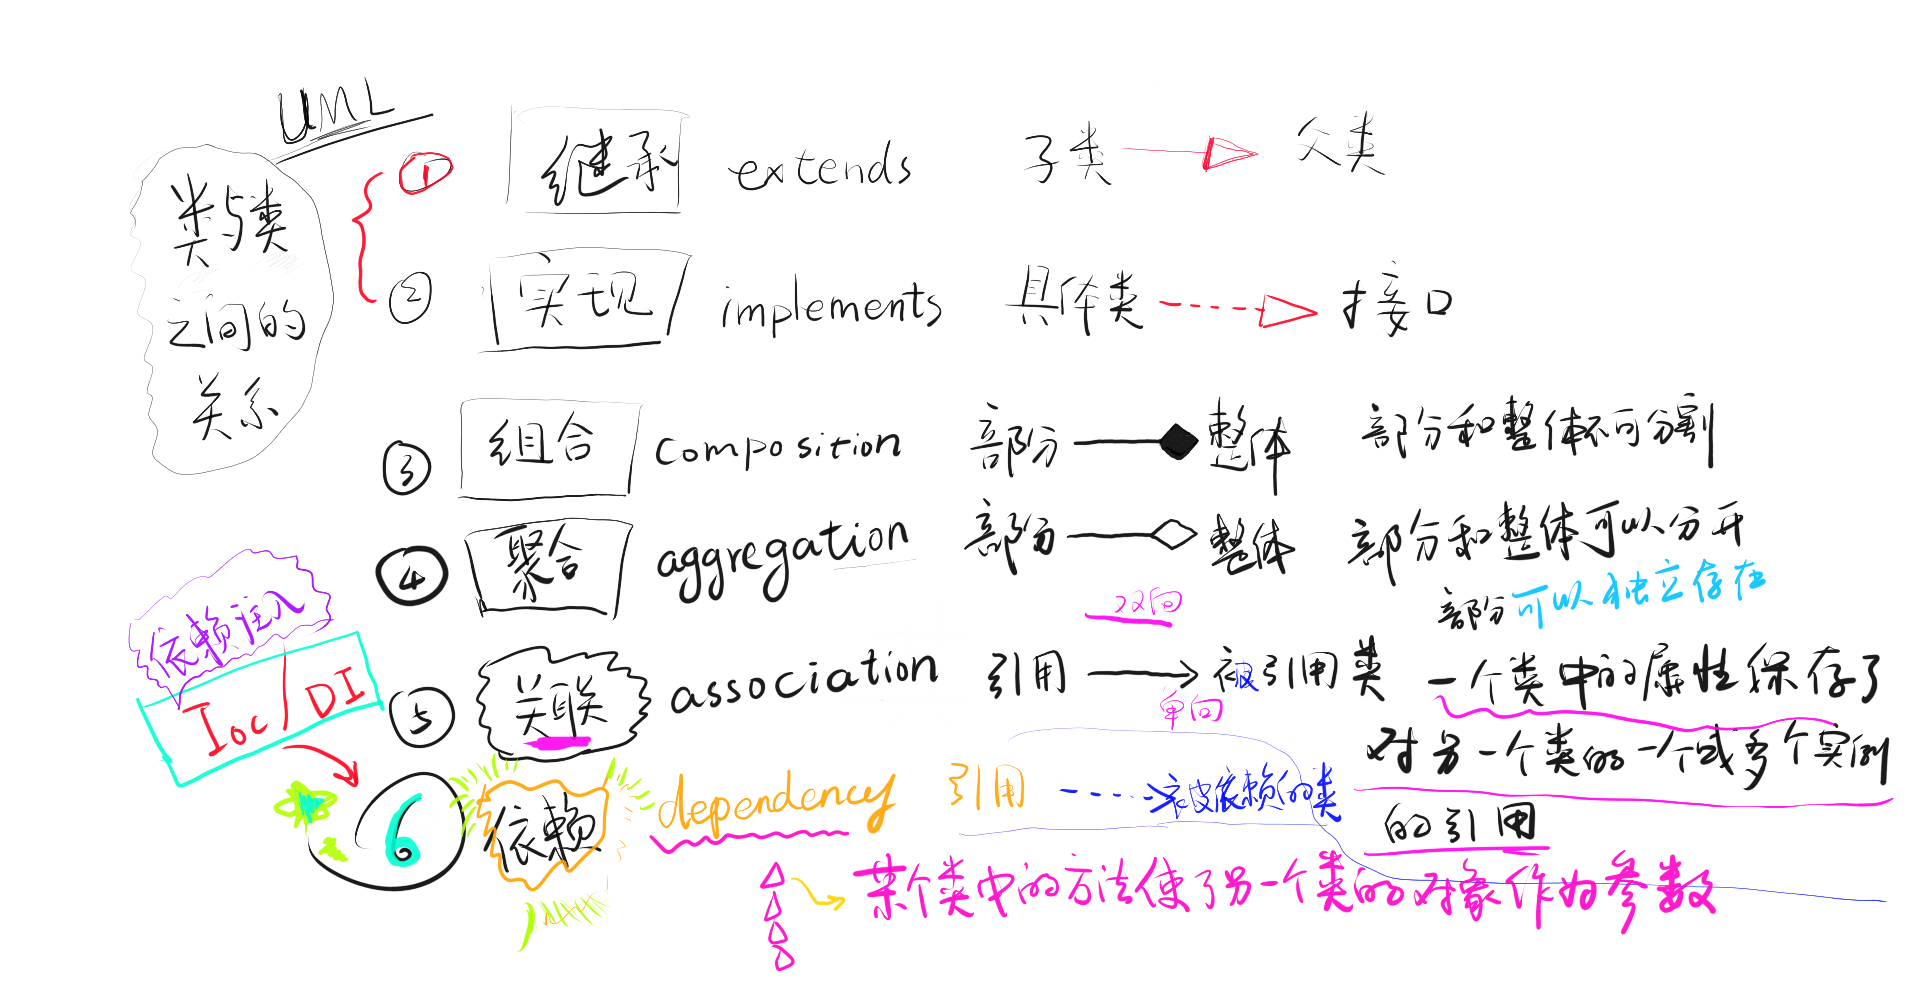 UML
类与类
之间的
关系
① 继承 extends 子类 父类
② 实现 implements 具体类 接口
③ 组合 composition 部分 整体 部分和整体不可分割
④ 聚合 aggregation 部分 整体 部分和整体可以分开
部分可以独立存在
双向
⑤ 关联 association 引用 被引用类 一个类中的属性保存了
单向
对另一个类的一个或多个实例
的引用
依赖注入
Ioc/DI
6 依赖 dependency 引用 被依赖的类
某个类中的方法使了另一个类的对象作为参数